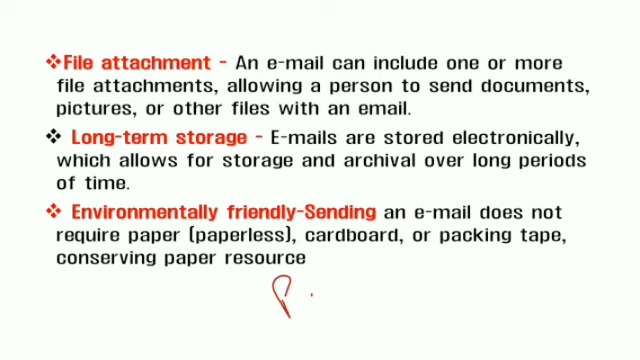 ❖File attachment - An e-mail can include one or more
file attachments, allowing a person to send documents,
pictures, or other files with an email.
❖ Long-term storage - E-mails are stored electronically,
which allows for storage and archival over long periods
of time.
❖ Environmentally friendly-Sending an e-mail does not
require paper (paperless), cardboard, or packing tape,
conserving paper resource